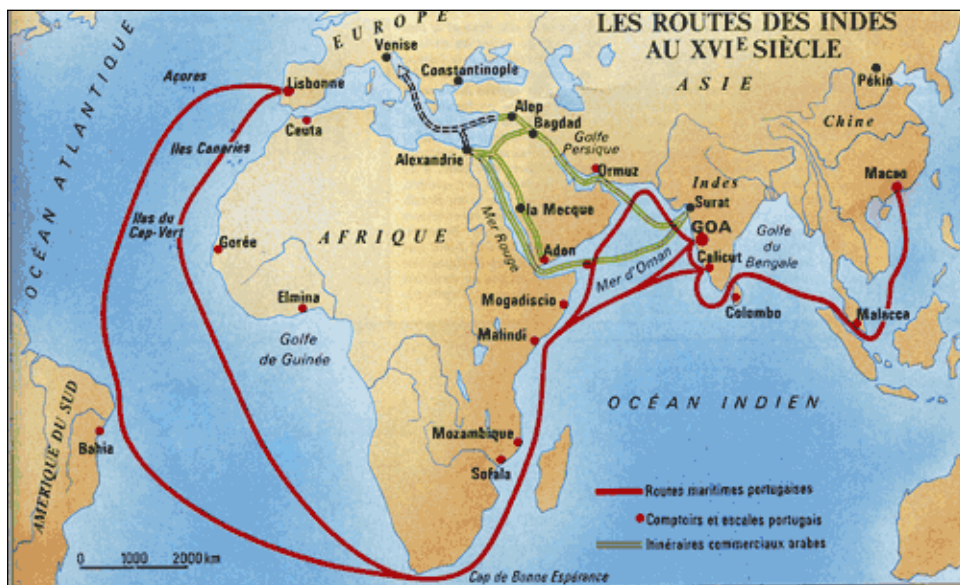 LES ROUTES DES INDES
AU XVIE SIÈCLE
EUROPE
Venise
Constantinople
ASIE
Pékin
Chine
OCÉAN ATLANTIQUE
Açores
Lisbonne
Ceuta
Iles Canaries
Alep
Bagdad
Golfe
Persique
Ormuz
Alexandrie
Indes
Surat
Macao
Iles du
Cap-Vert
la Mecque
GOA
Golfe
du
Bengale
Gorée
AFRIQUE
Mer Rouge
Adon
Mer d'Oman
Calicut
Elmina
Mogadiscio
Colombo
Malacca
Golfe
de Guinée
Malindi
OCÉAN INDIEN
AMÉRIQUE DU SUD
Bahia
Mozambique
Sofala
Routes maritimes portugaises
Comptoirs et escales portugais
Itinéraires commerciaux arabes
0 1000 2000 km
Cap de Bonne Espérance